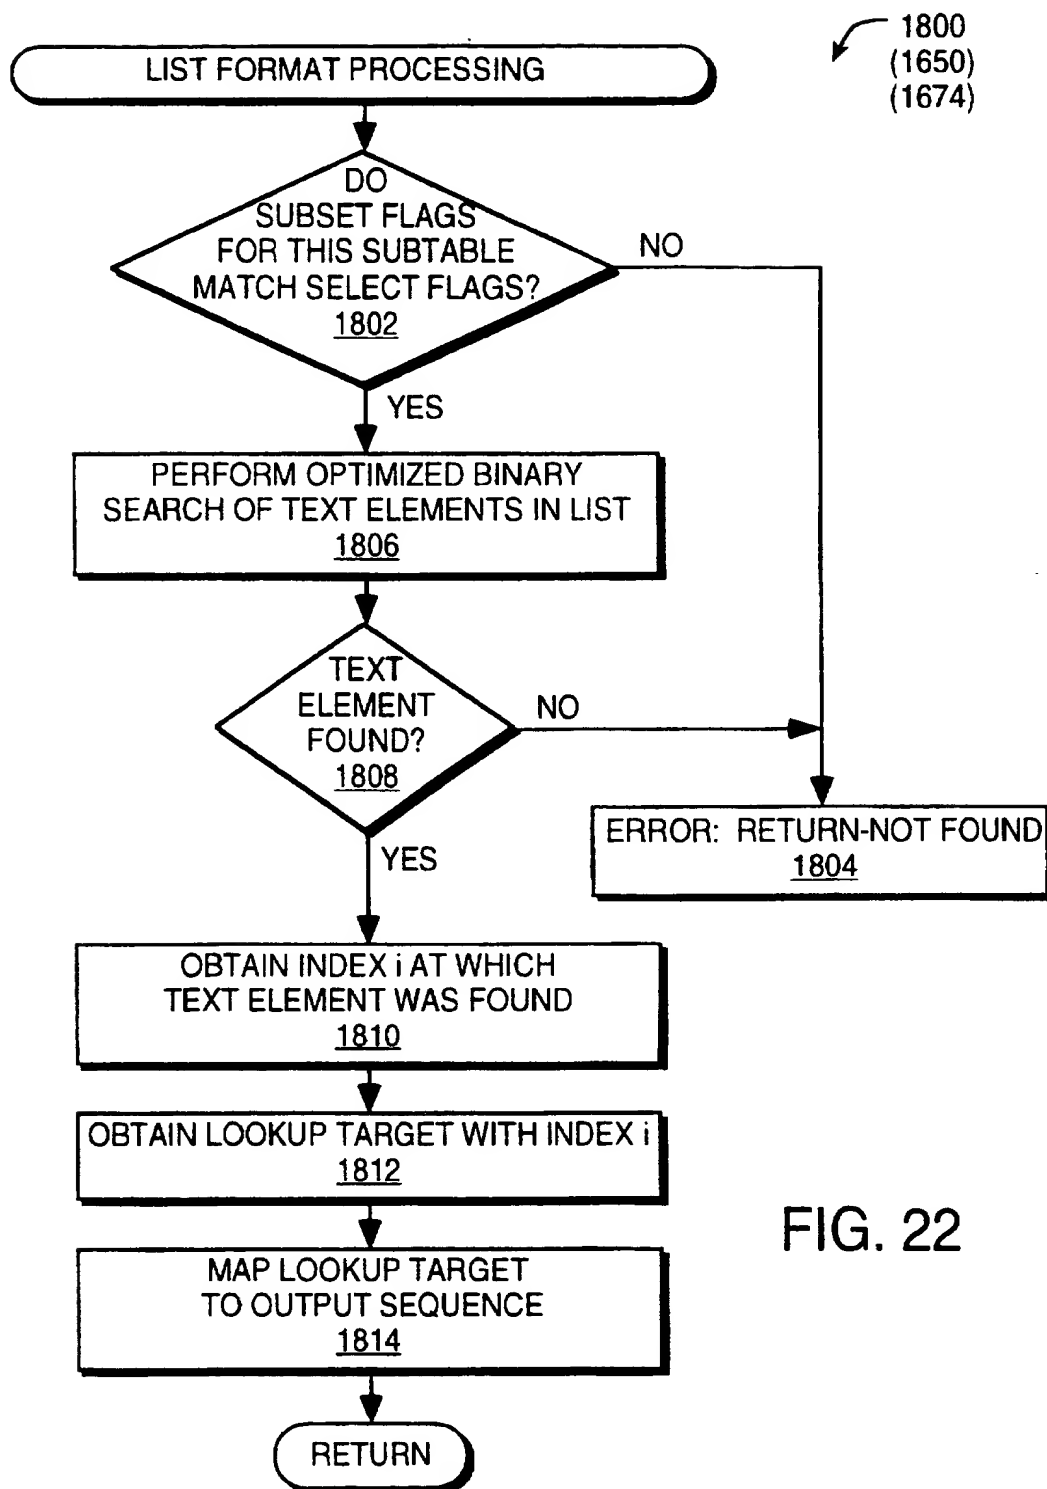 1800
(1650)
(1674)
LIST FORMAT PROCESSING
DO
SUBSET FLAGS
FOR THIS SUBTABLE
MATCH SELECT FLAGS?
1802
NO
YES
PERFORM OPTIMIZED BINARY
SEARCH OF TEXT ELEMENTS IN LIST
1806
TEXT
ELEMENT
FOUND?
1808
NO
YES
ERROR: RETURN-NOT FOUND
1804
OBTAIN INDEX i AT WHICH
TEXT ELEMENT WAS FOUND
1810
OBTAIN LOOKUP TARGET WITH INDEX i
1812
MAP LOOKUP TARGET
TO OUTPUT SEQUENCE
1814
RETURN
FIG. 22